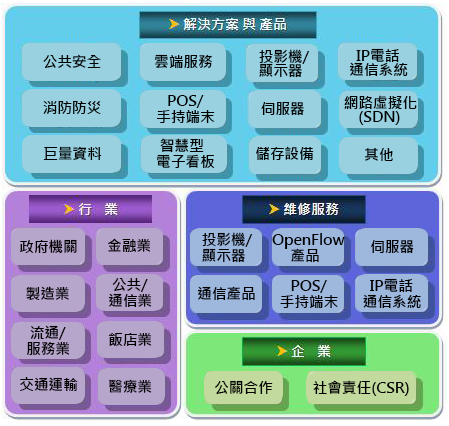 解決方案 與 產品
公共安全
雲端服務
投影機/
顯示器
IP電話
通信系統
消防防災
POS/
手持端末
伺服器
網路虛擬化
(SDN)
巨量資料
智慧型
電子看板
儲存設備
其他
行 業
政府機關
金融業
製造業
公共/
通信業
流通/
服務業
飯店業
交通運輸
醫療業
維修服務
投影機/
顯示器
OpenFlow
產品
伺服器
通信產品
POS/
手持端末
IP電話
通信系統
企 業
公關合作
社會責任(CSR)